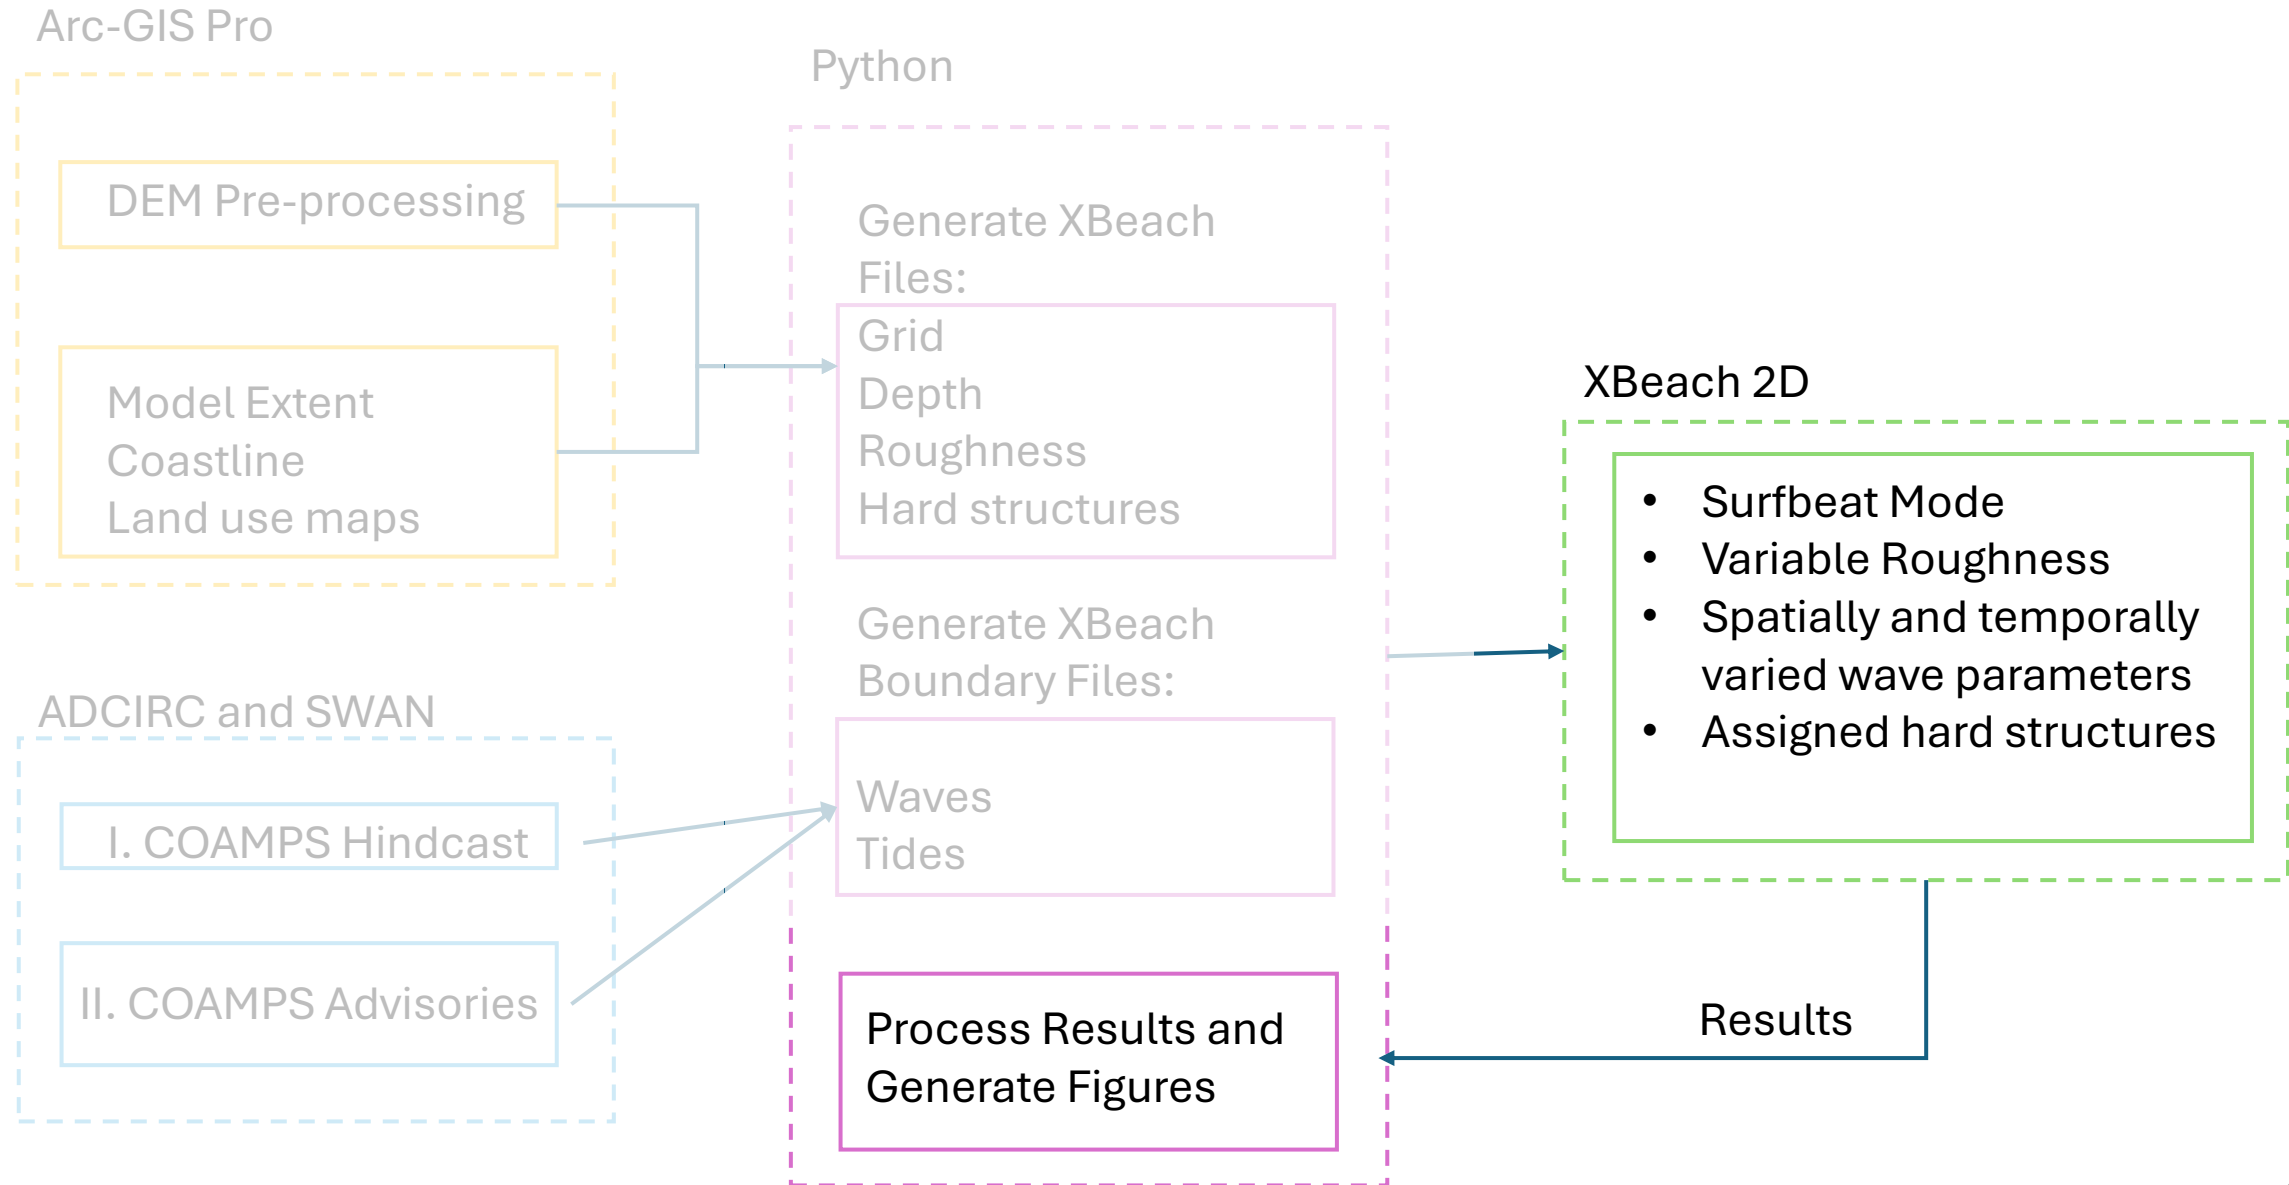 Arc-GIS Pro
DEM Pre-processing
Model Extent
Coastline
Land use maps
ADCIRC and SWAN
I. COAMPS Hindcast
II. COAMPS Advisories
Python
Generate XBeach
Files:
Grid
Depth
Roughness
Hard structures
Generate XBeach
Boundary Files:
Waves
Tides
Process Results and
Generate Figures
XBeach 2D
• Surfbeat Mode
• Variable Roughness
• Spatially and temporally
varied wave parameters
• Assigned hard structures
Results